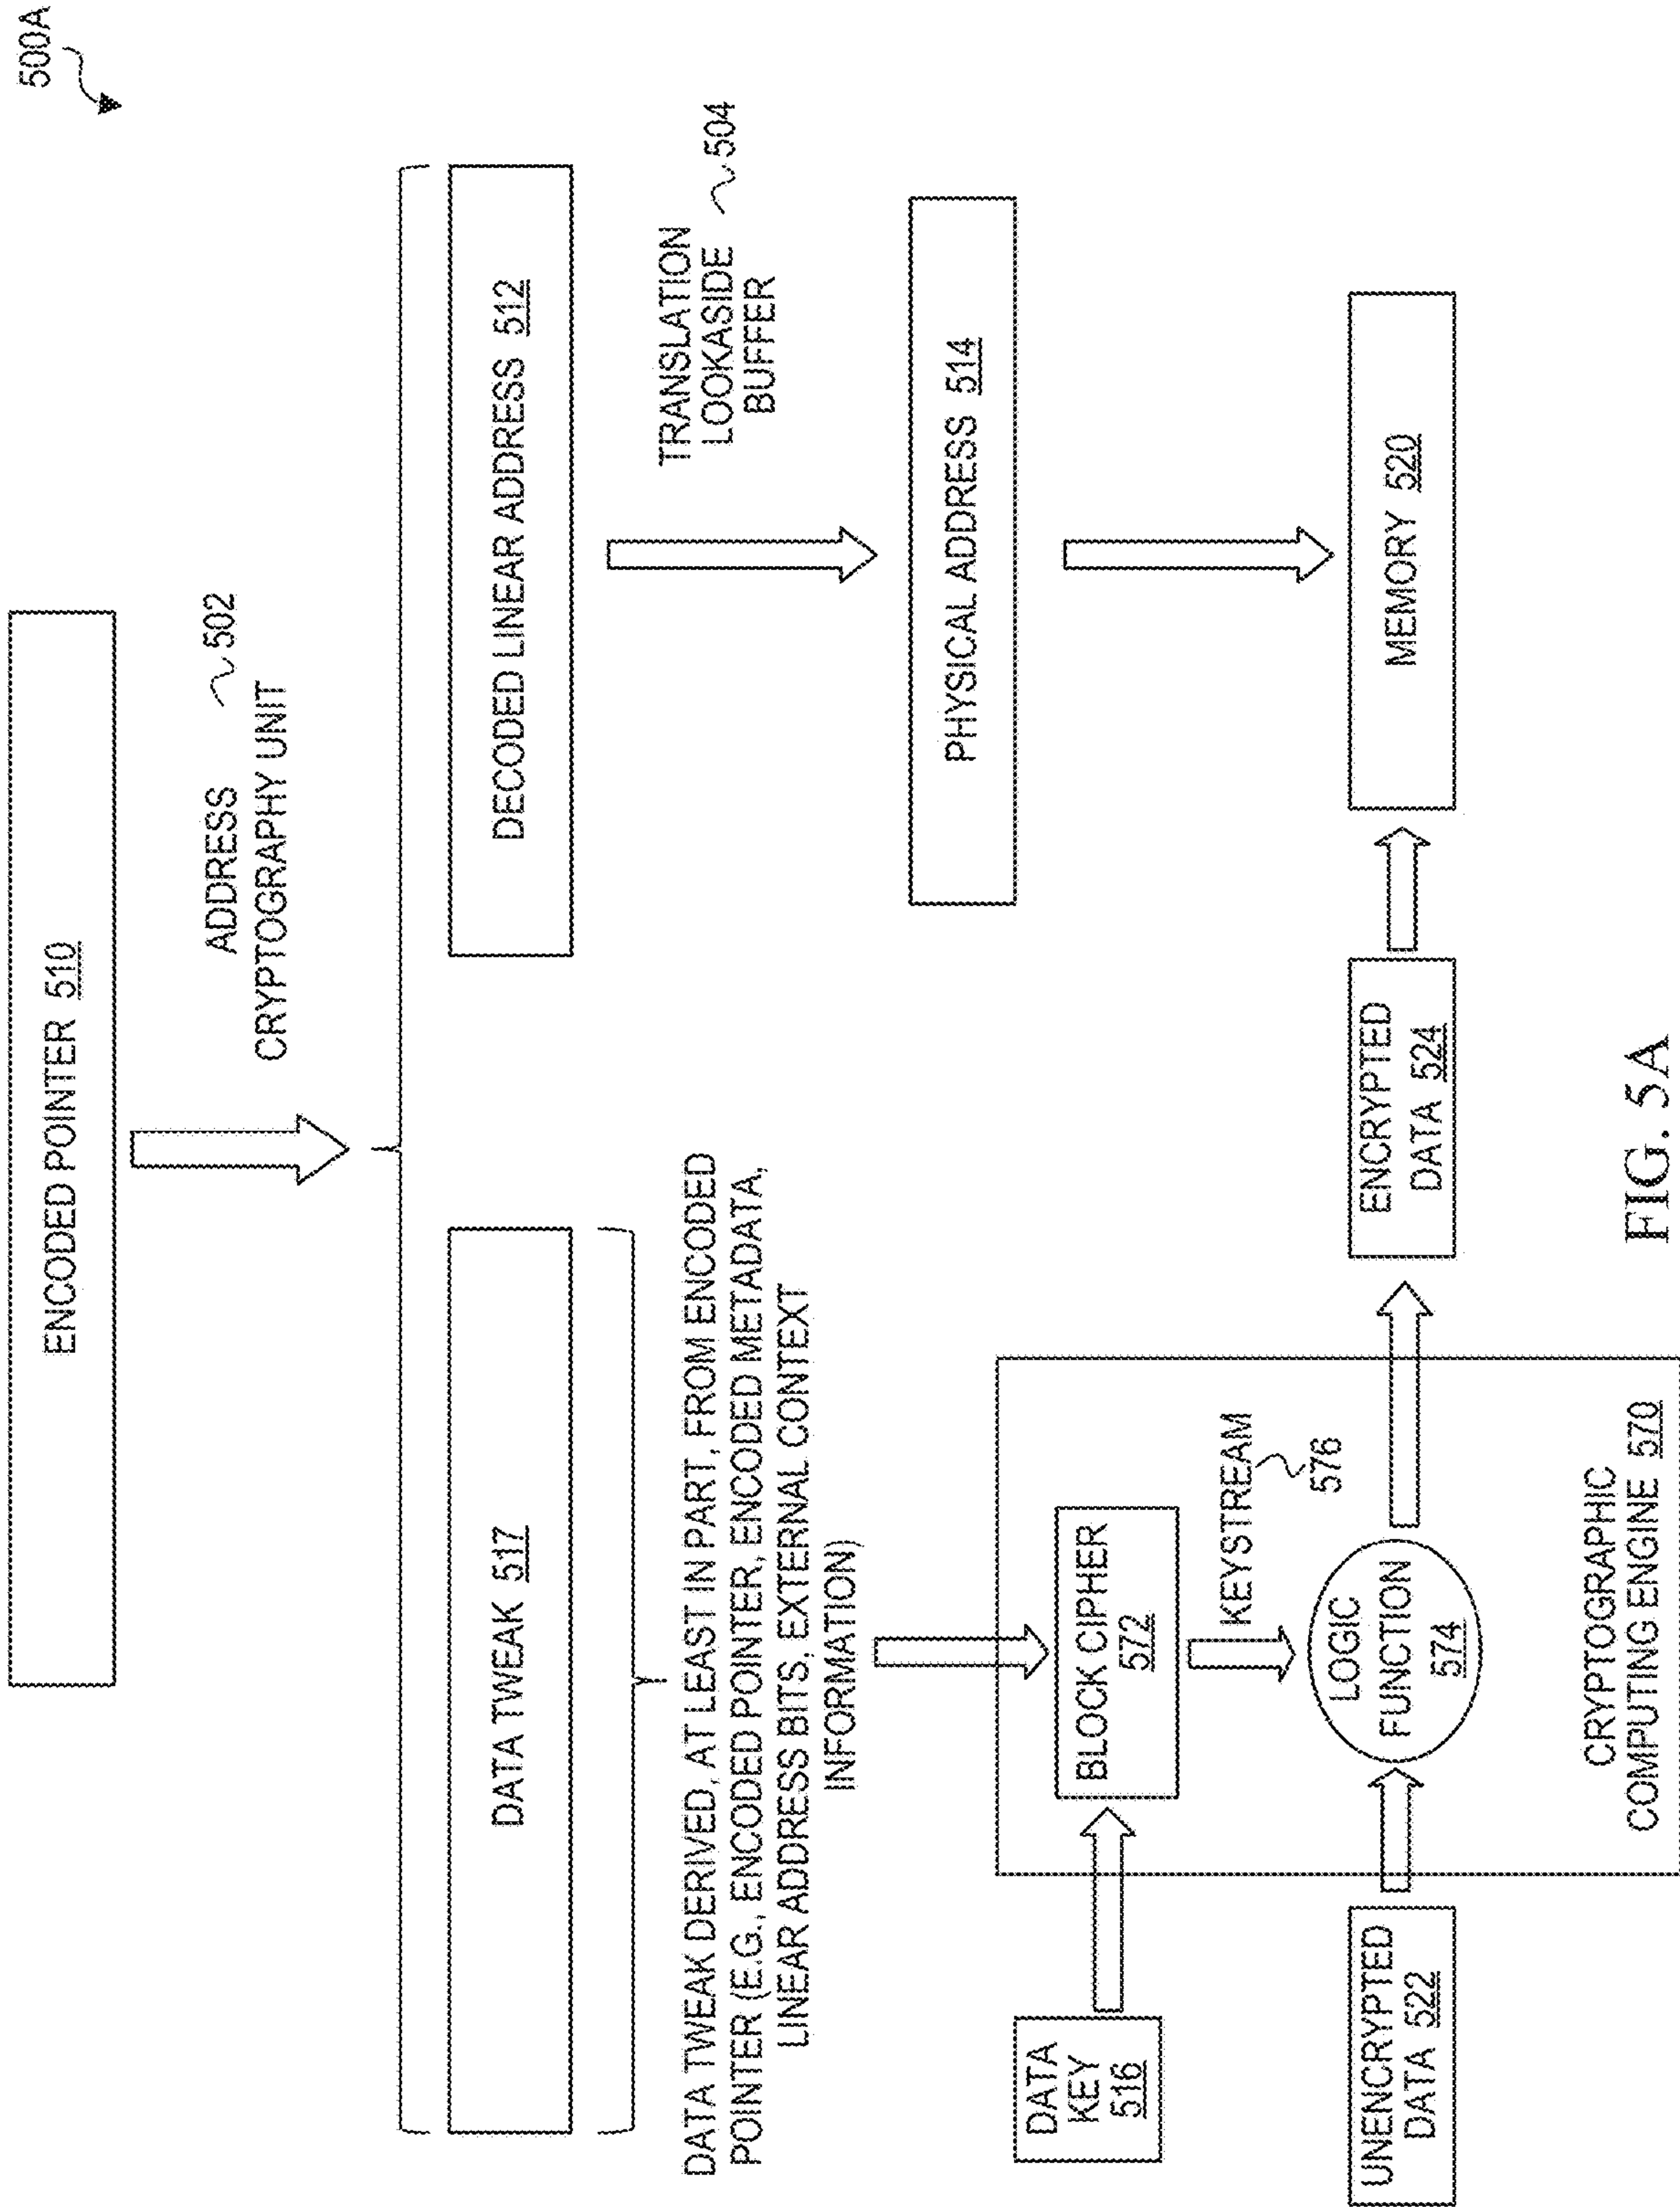 500A
ENCODED POINTER 510
ADDRESS 502
CRYPTOGRAPHY UNIT
DATA TWEAK 517
DECODED LINEAR ADDRESS 512
DATA TWEAK DERIVED, AT LEAST IN PART, FROM ENCODED
POINTER (E.G., ENCODED POINTER, ENCODED METADATA,
LINEAR ADDRESS BITS, EXTERNAL CONTEXT
INFORMATION)
TRANSLATION
LOOKASIDE 504
BUFFER
PHYSICAL ADDRESS 514
DATA
KEY
516
BLOCK CIPHER
572
KEYSTREAM
576
UNENCRYPTED
DATA 522
LOGIC
FUNCTION
574
ENCRYPTED
DATA 524
MEMORY 520
CRYPTOGRAPHIC
COMPUTING ENGINE 570
FIG. 5A